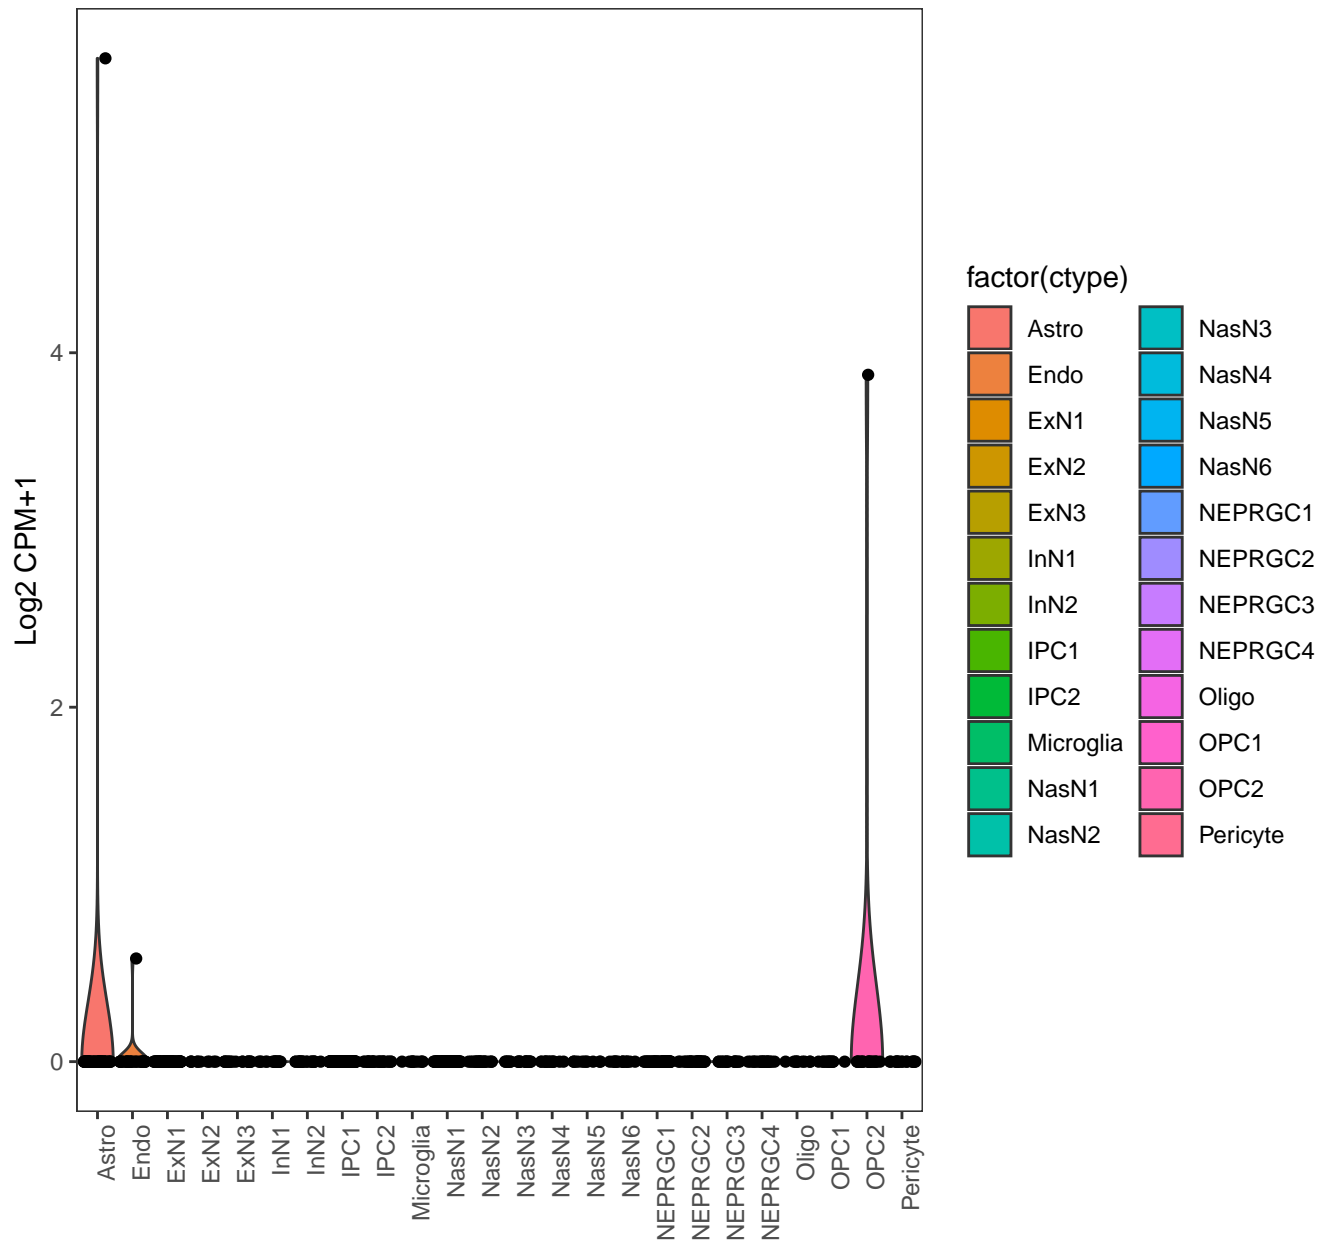 Log2 CPM+1
4
2
0
Astro
Endo
ExN1
ExN2
ExN3
InN1
InN2
IPC1
IPC2
Microglia
NasN1
NasN2
NasN3
NasN4
NasN5
NasN6
NEPRGC1
NEPRGC2
NEPRGC3
NEPRGC4
Oligo
OPC1
OPC2
Pericyte
factor(ctype)
Astro
Endo
ExN1
ExN2
ExN3
InN1
InN2
IPC1
IPC2
Microglia
NasN1
NasN2
NasN3
NasN4
NasN5
NasN6
NEPRGC1
NEPRGC2
NEPRGC3
NEPRGC4
Oligo
OPC1
OPC2
Pericyte